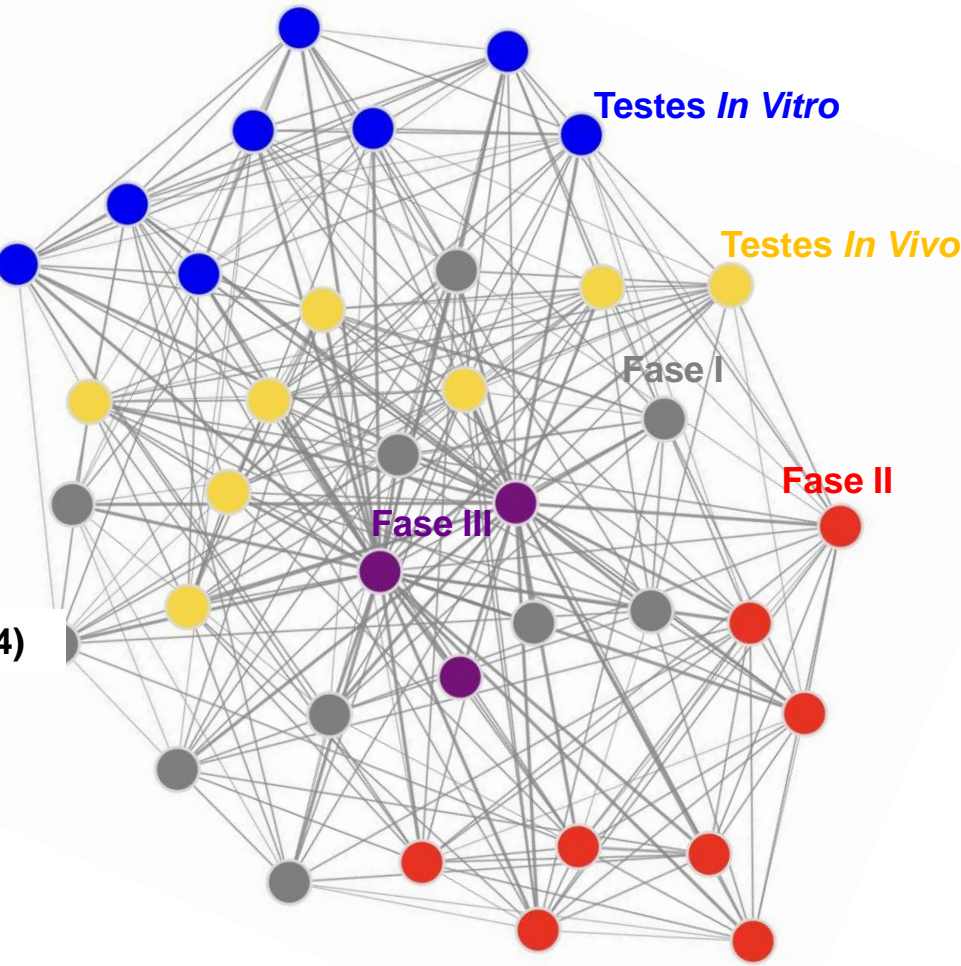 Testes In Vitro
Testes In Vivo
Fase I
Fase II
Fase III
4)